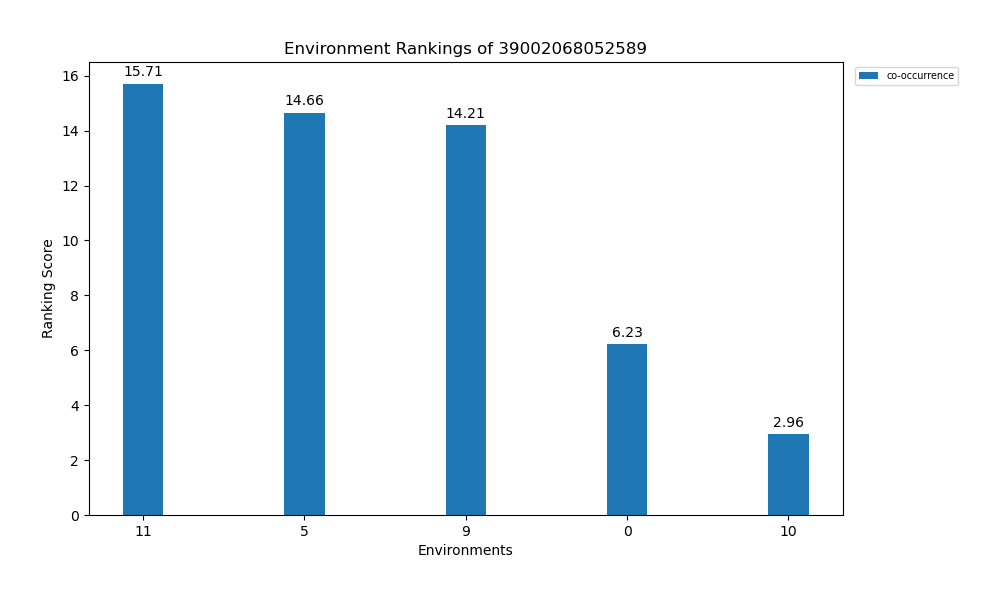 Environment Rankings of 39002068052589
co-occurrence
Ranking Score
16
14
12
10
8
6
4
2
0
15.71
14.66
14.21
6.23
2.96
11 5 9 0 10
Environments